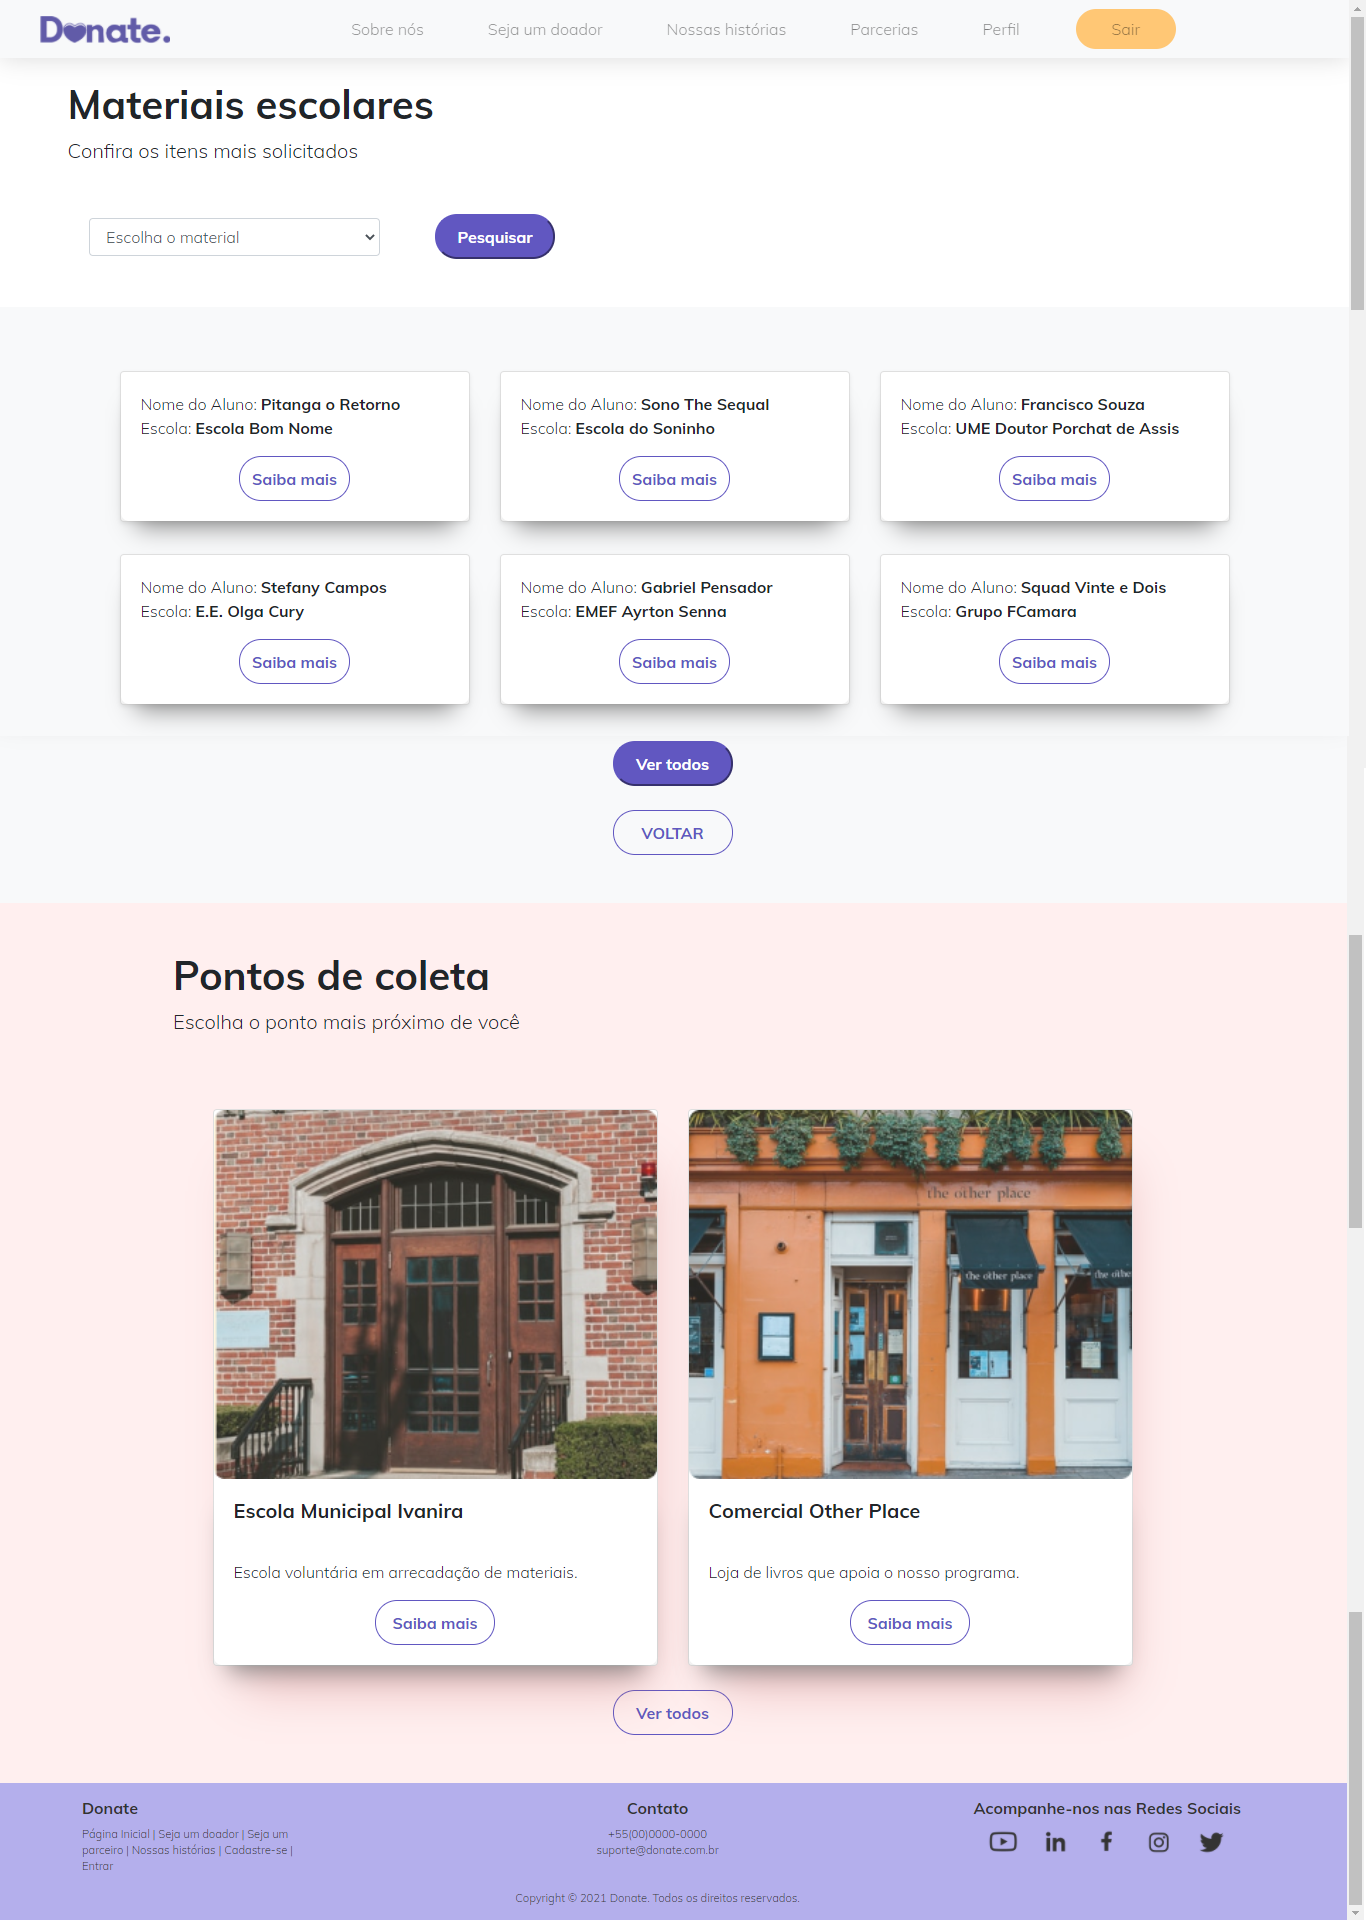 Donate.
Sobre nós
Seja um doador
Nossas histórias
Parcerias
Perfil
Sair
Materiais escolares
Confira os itens mais solicitados
Escolha o material
Pesquisar
Nome do Aluno: Pitanga o Retorno
Escola: Escola Bom Nome
Saiba mais
Nome do Aluno: Sono The Sequal
Escola: Escola do Soninho
Saiba mais
Nome do Aluno: Francisco Souza
Escola: UME Doutor Porchat de Assis
Saiba mais
Nome do Aluno: Stefany Campos
Escola: E.E. Olga Cury
Saiba mais
Nome do Aluno: Gabriel Pensador
Escola: EMEF Ayrton Senna
Saiba mais
Nome do Aluno: Squad Vinte e Dois
Escola: Grupo FCamara
Saiba mais
Ver todos
VOLTAR
Pontos de coleta
Escolha o ponto mais próximo de você
the other place
the other place
the othe
Escola Municipal Ivanira
Escola voluntária em arrecadação de materiais.
Saiba mais
Comercial Other Place
Loja de livros que apoia o nosso programa.
Saiba mais
Ver todos
Donate
Página Inicial | Seja um doador | Seja um
parceiro | Nossas histórias | Cadastre-se |
Entrar
Contato
+55(00)0000-0000
suporte@donate.com.br
Acompanhe-nos nas Redes Sociais
Copyright © 2021 Donate. Todos os direitos reservados.